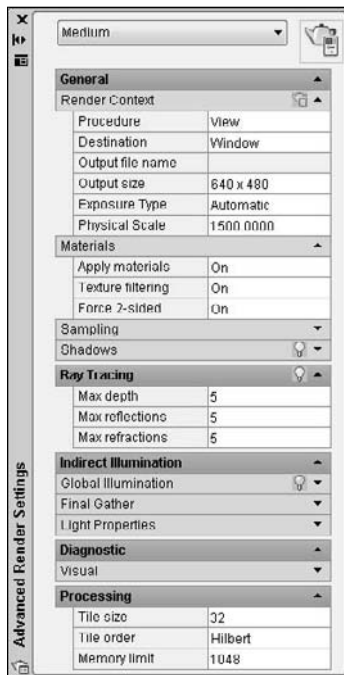 Medium
General
Render Context
Procedure View
Destination Window
Output file name
Output size 640 x 480
Exposure Type Automatic
Physical Scale 1500.0000
Materials
Apply materials On
Texture filtering On
Force 2-sided On
Sampling
Shadows
Ray Tracing
Max depth 5
Max reflections 5
Max refractions 5
Indirect Illumination
Global Illumination
Final Gather
Light Properties
Diagnostic
Visual
Processing
Tile size 32
Tile order Hilbert
Memory limit 1048
Advanced Render Settings